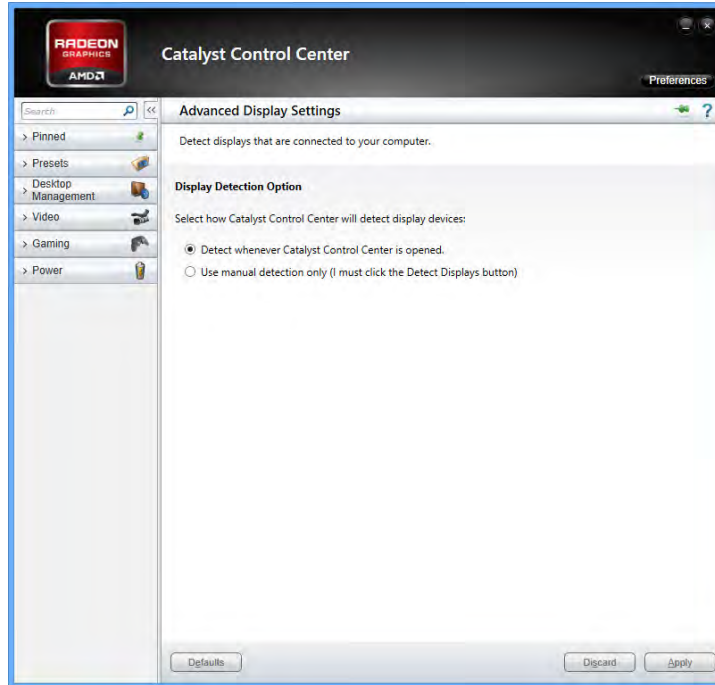 RADEON
GRAPHICS
AMD
Catalyst Control Center
Preferences
Search
<<
Advanced Display Settings
?
> Pinned
Detect displays that are connected to your computer.
> Presets
> Desktop
Management
Display Detection Option
> Video
Select how Catalyst Control Center will detect display devices:
> Gaming
Detect whenever Catalyst Control Center is opened.
> Power
Use manual detection only (I must click the Detect Displays button)
Defaults
Discard
Apply